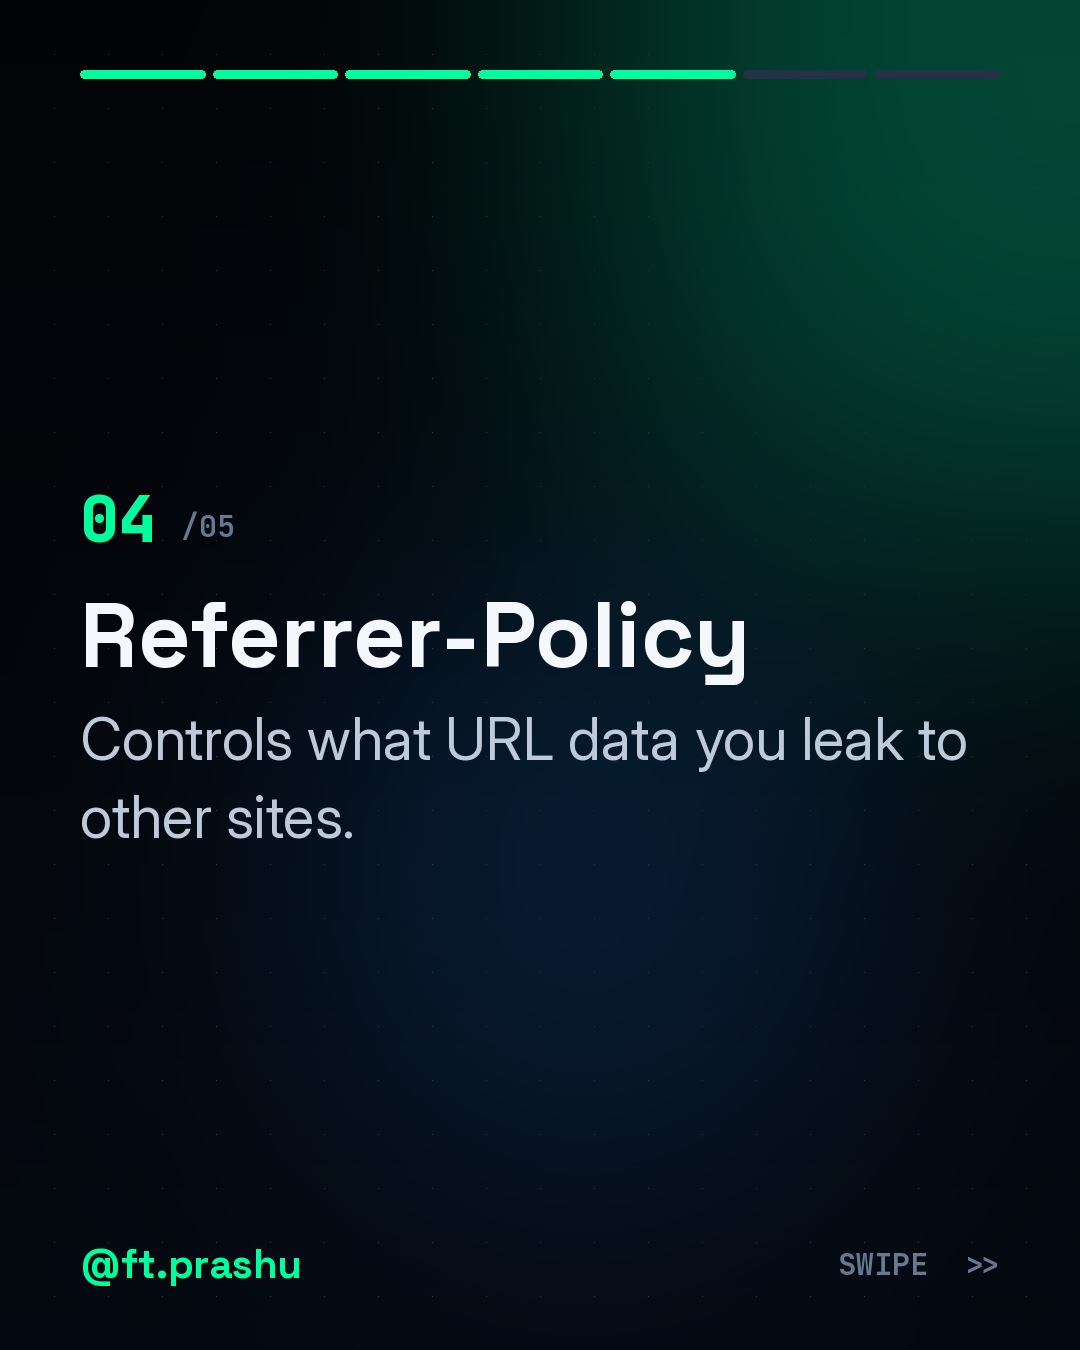 04 /05
Referrer-Policy
Controls what URL data you leak to
other sites.
@ft.prashu
SWIPE >>